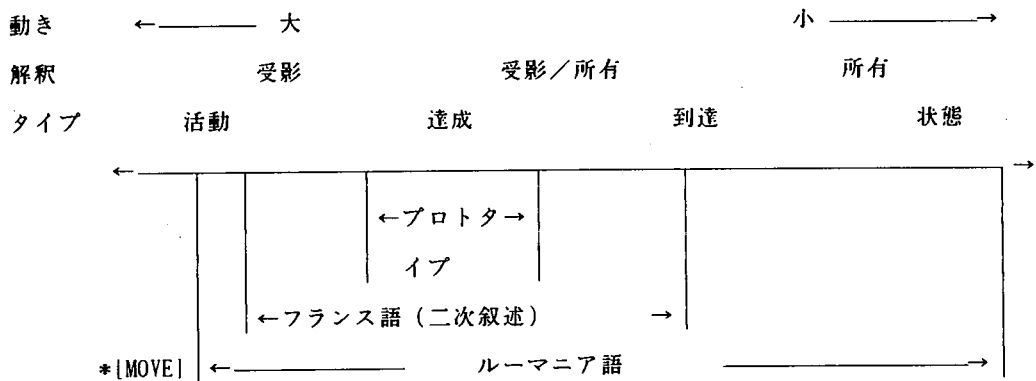 動き ← 大 小 →
解釈 受影 受影/所有 所有
タイプ 活動 達成 到達 状態
← →
←プロトタ→
イプ
←フランス語(二次叙述) →
*[MOVE] ← ルーマニア語 →